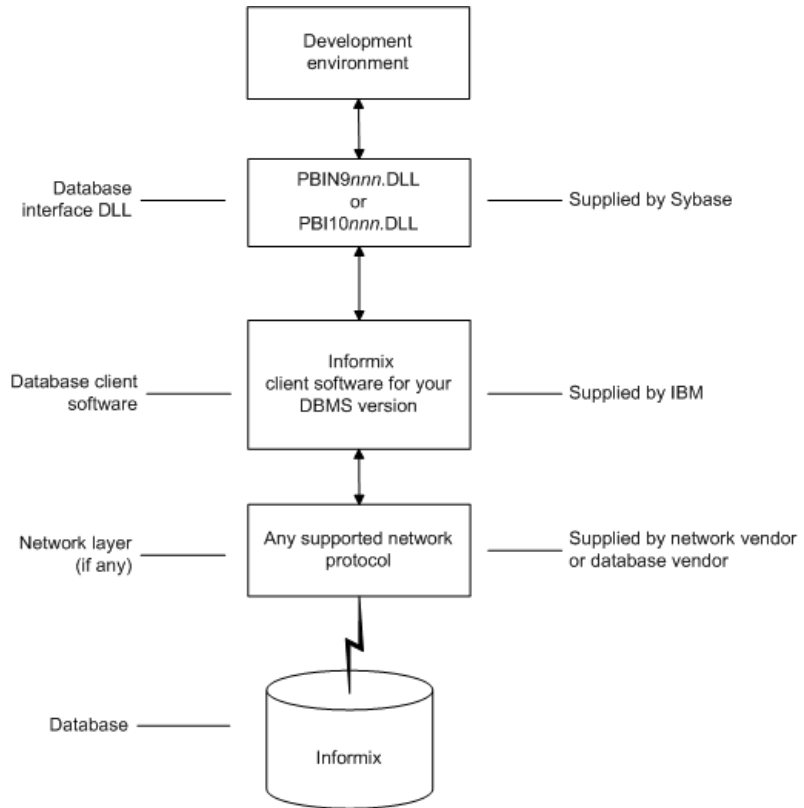 Development
environment
Database
interface DLL
PBIN9nnn.DLL
or
PBI10nnn.DLL
Supplied by Sybase
Database client
software
Informix
client software for your
DBMS version
Supplied by IBM
Network layer
(if any)
Any supported network
protocol
Supplied by network vendor
or database vendor
Database
Informix